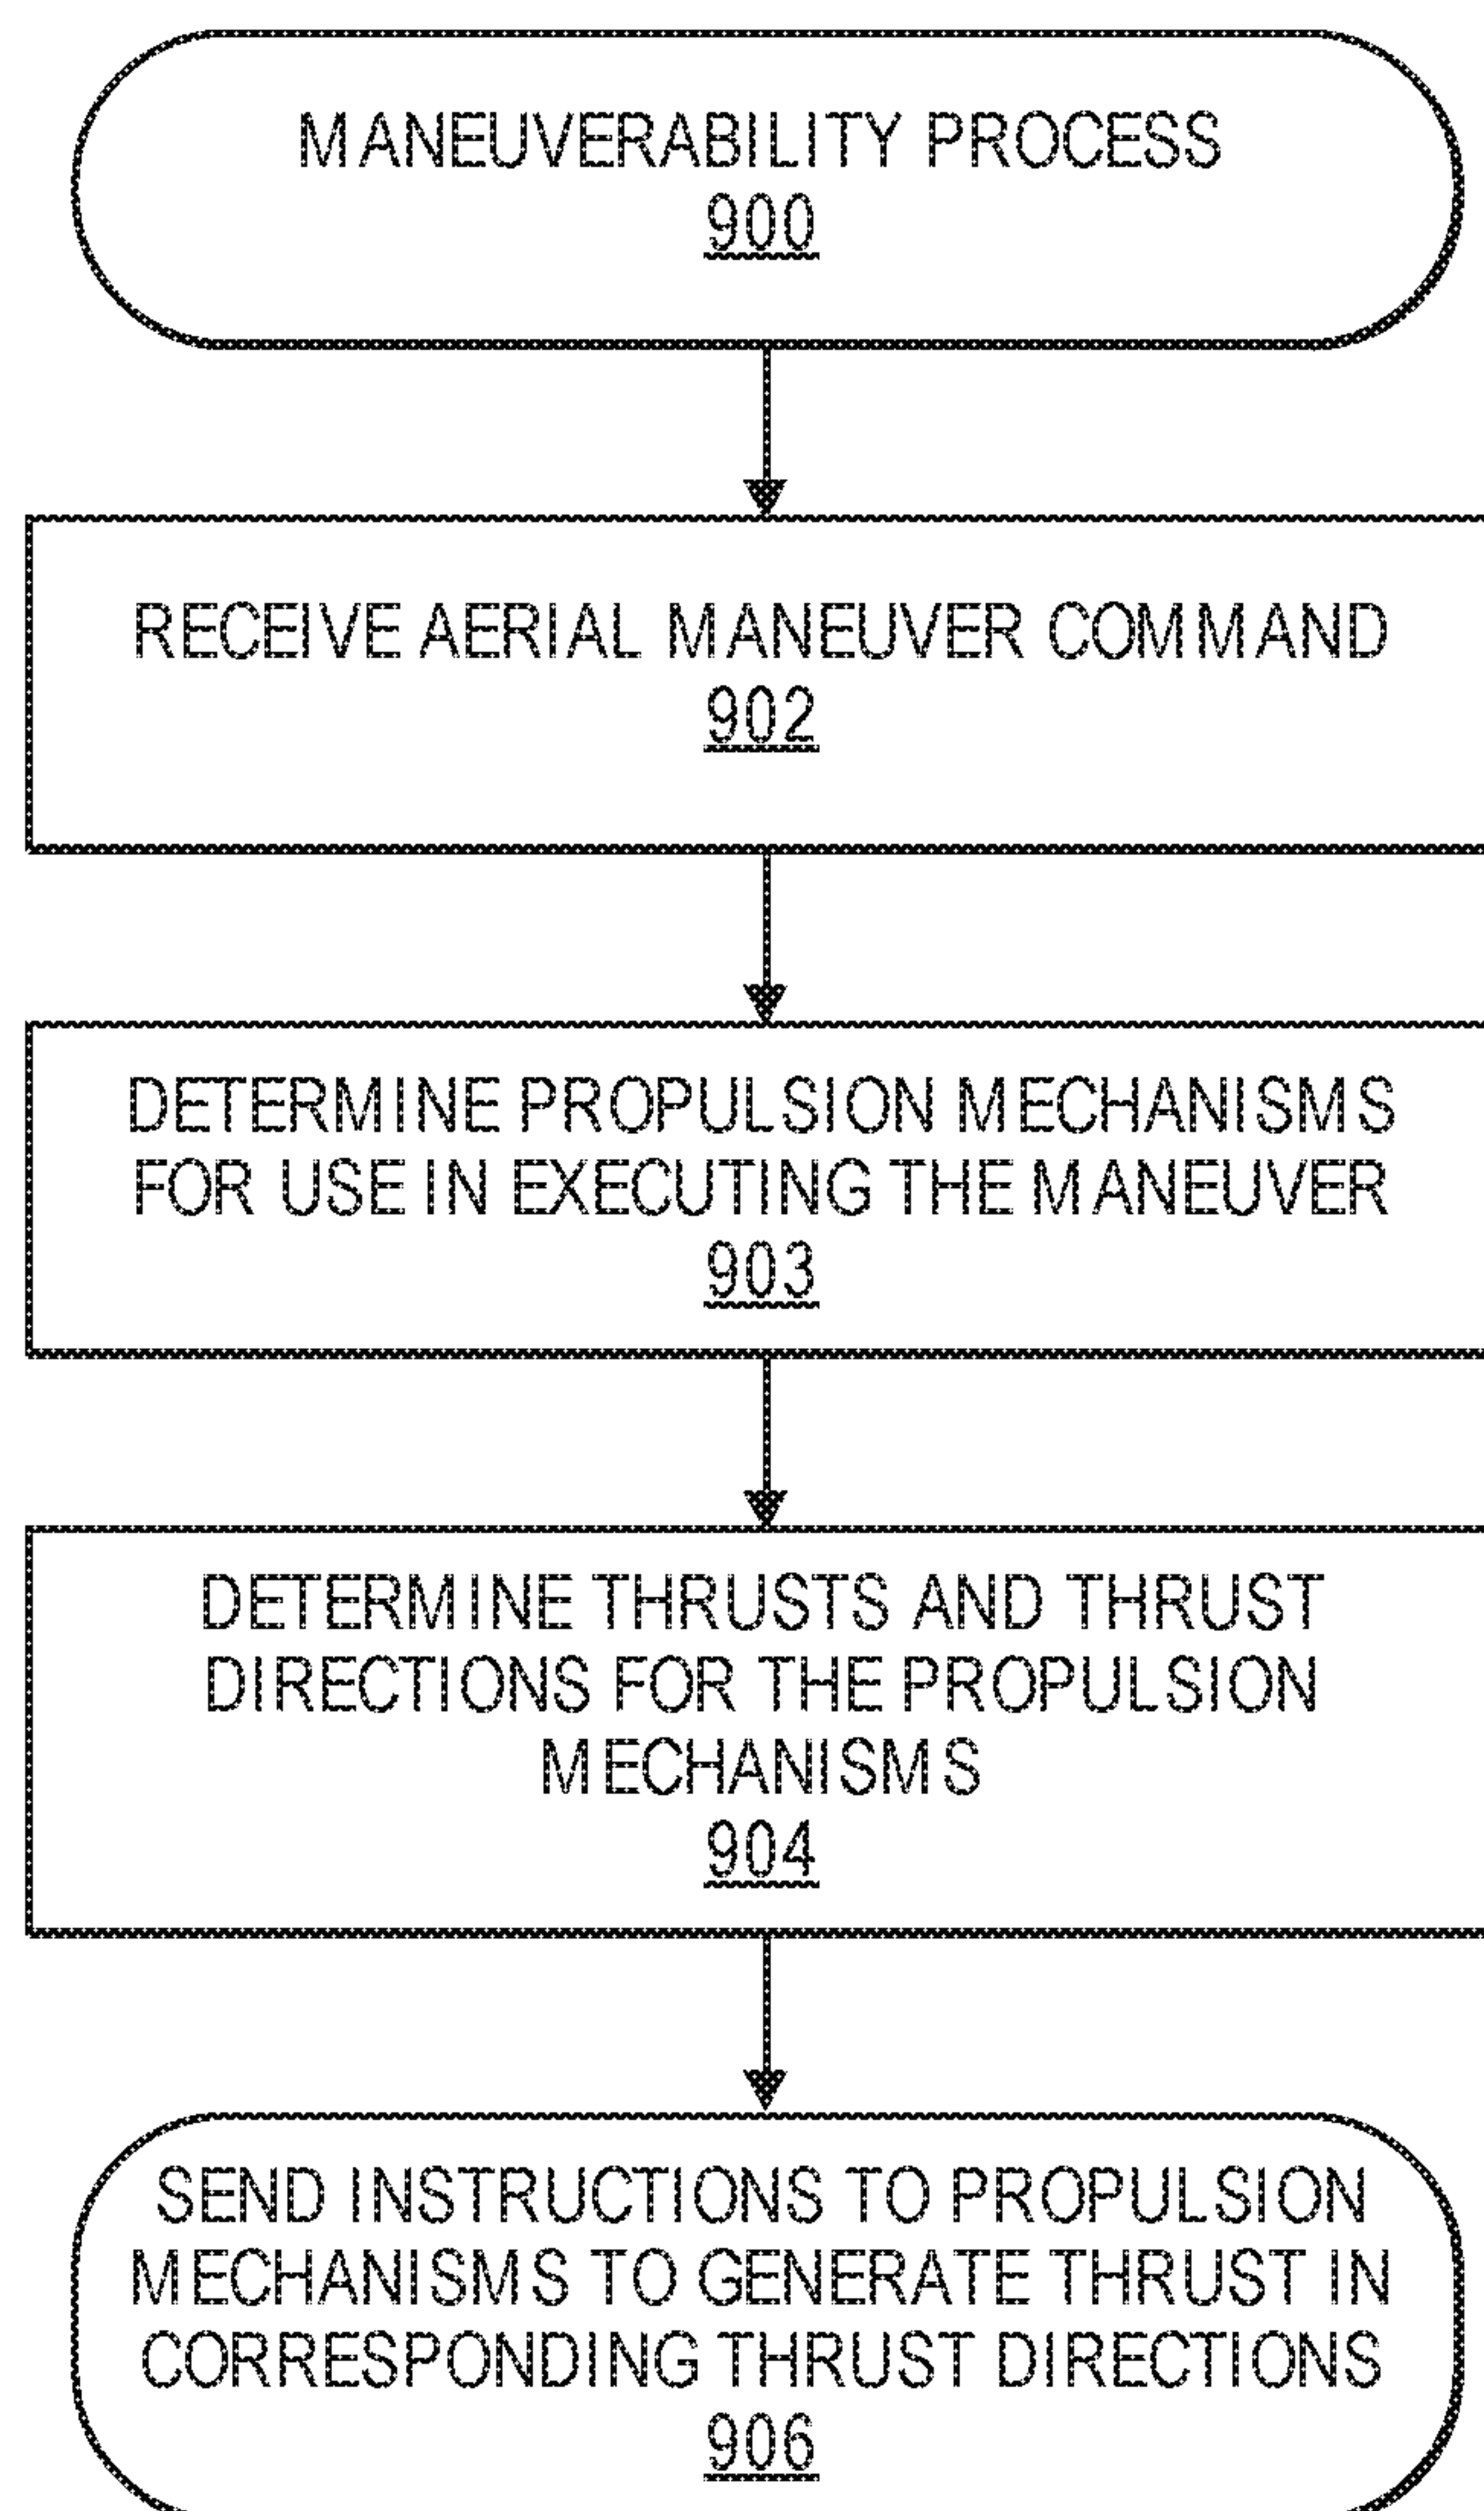 MANEUVERABILITY PROCESS
900
RECEIVE AERIAL MANEUVER COMMAND
902
DETERMINE PROPULSION MECHANISMS
FOR USE IN EXECUTING THE MANEUVER
903
DETERMINE THRUSTS AND THRUST
DIRECTIONS FOR THE PROPULSION
MECHANISMS
904
SEND INSTRUCTIONS TO PROPULSION
MECHANISMS TO GENERATE THRUST IN
CORRESPONDING THRUST DIRECTIONS
906